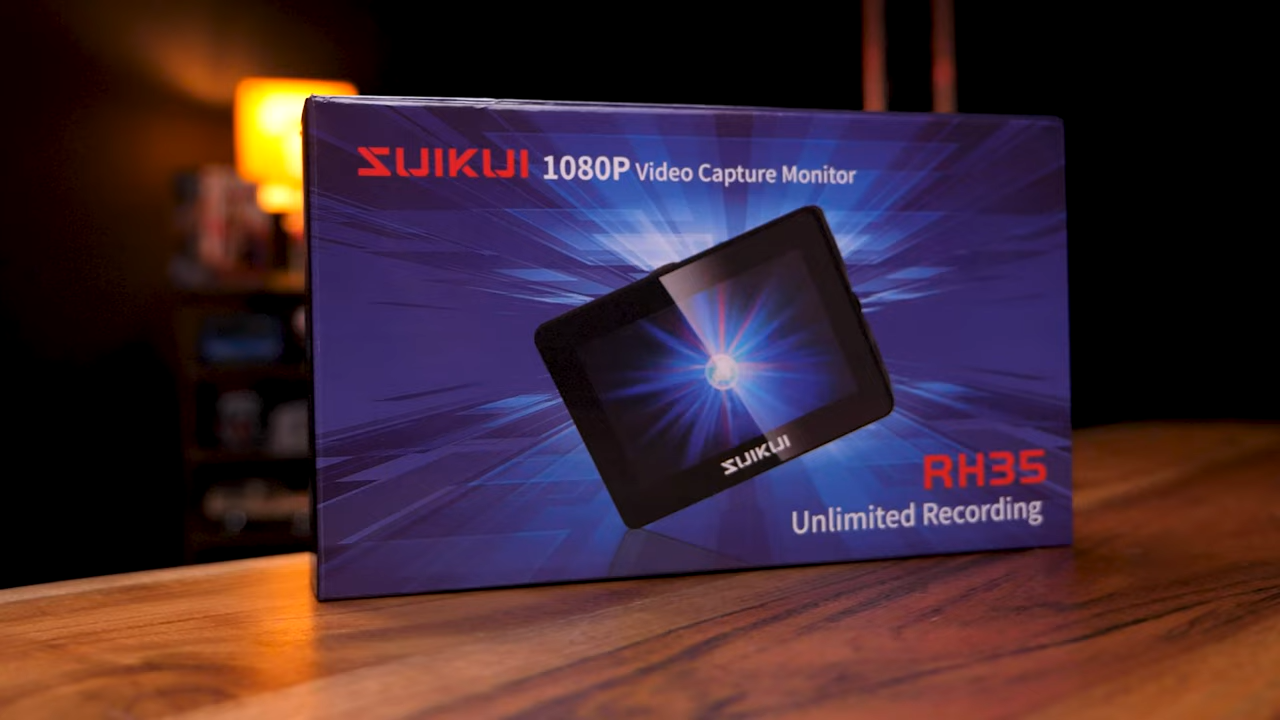 SUIKUI 1080P Video Capture Monitor
SUIKUI
RH35
Unlimited Recording